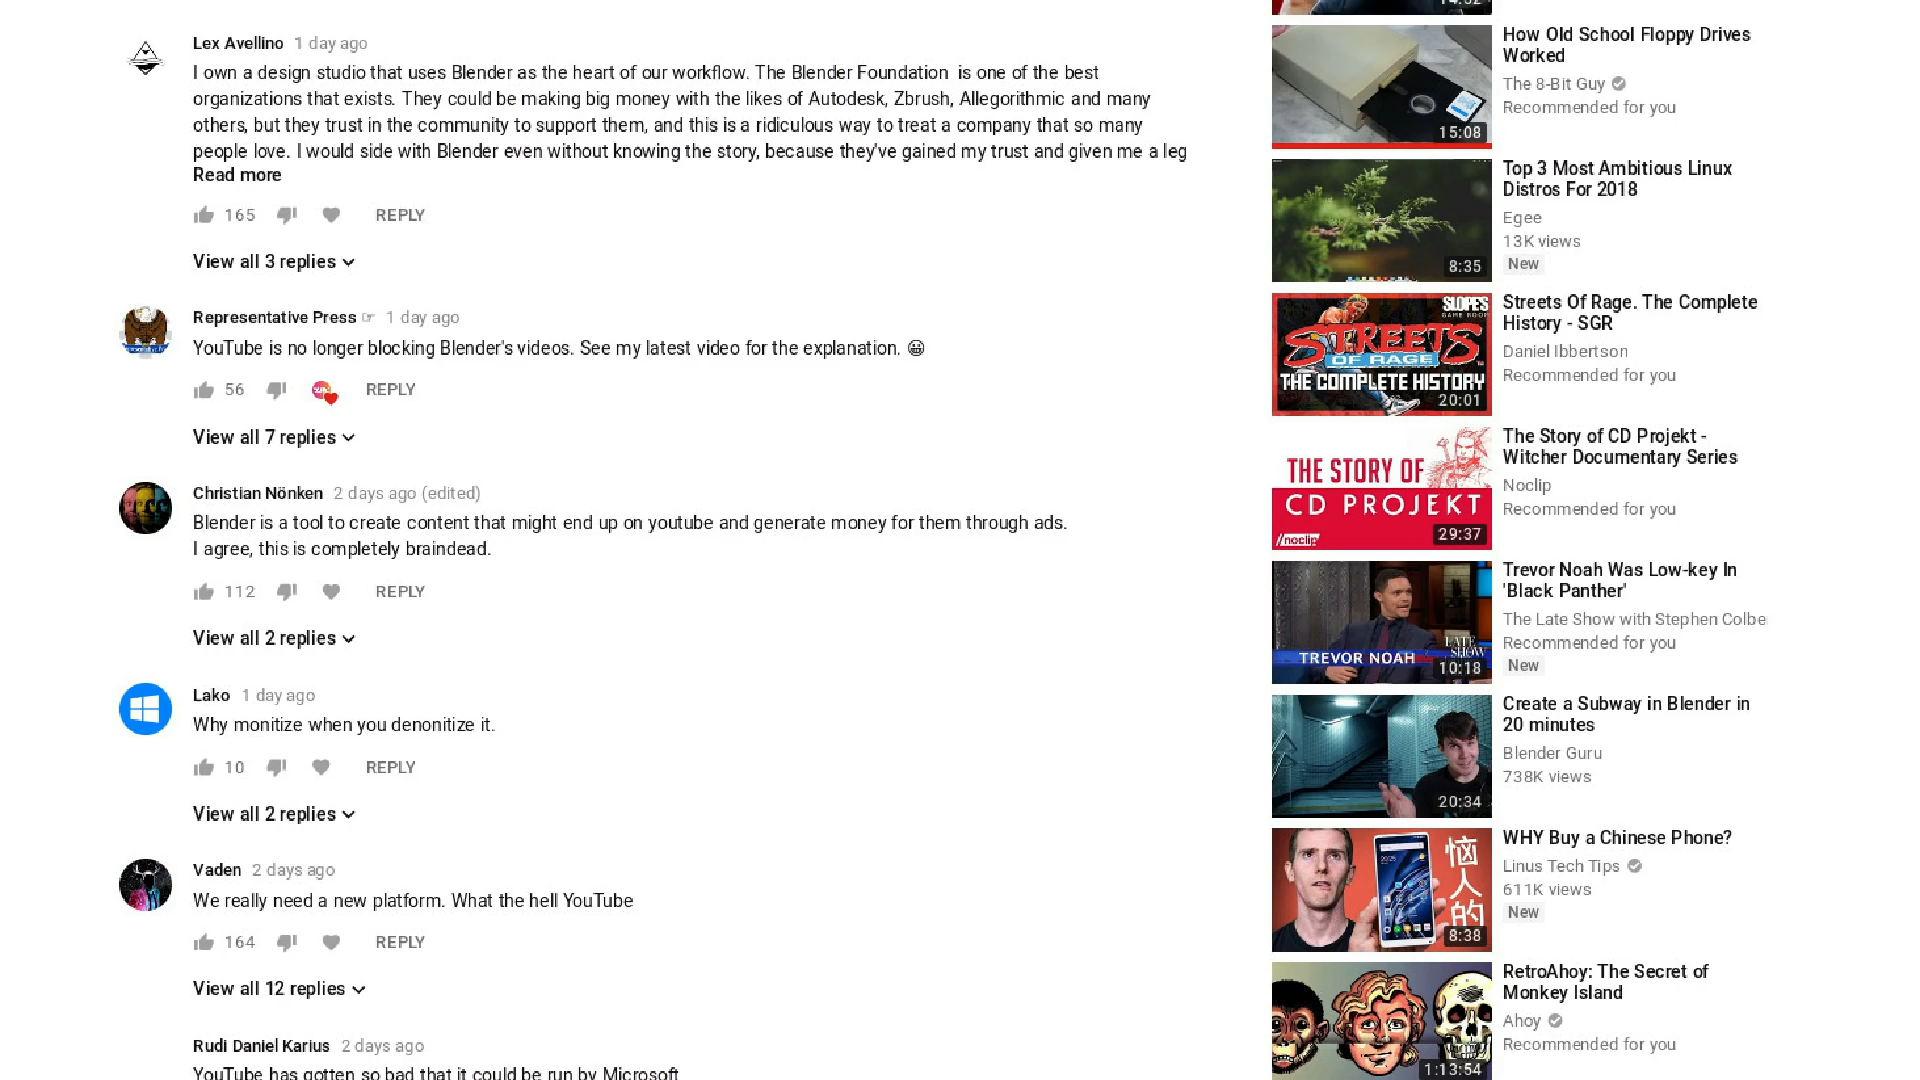 Lex Avellino 1 day ago
I own a design studio that uses Blender as the heart of our workflow. The Blender Foundation  is one of the best
organizations that exists. They could be making big money with the likes of Autodesk, Zbrush, Allegorithmic and many
others, but they trust in the community to support them, and this is a ridiculous way to treat a company that so many
people love. I would side with Blender even without knowing the story, because they've gained my trust and given me a leg
Read more
165 REPLY
View all 3 replies
Representative Press ☞ 1 day ago
YouTube is no longer blocking Blender's videos. See my latest video for the explanation. 😀
56 REPLY
View all 7 replies
Christian Nönken 2 days ago (edited)
Blender is a tool to create content that might end up on youtube and generate money for them through ads.
I agree, this is completely braindead.
112 REPLY
View all 2 replies
Lako 1 day ago
Why monitize when you denonitize it.
10 REPLY
View all 2 replies
Vaden 2 days ago
We really need a new platform. What the hell YouTube
164 REPLY
View all 12 replies
Rudi Daniel Karius 2 days ago
YouTube has gotten so bad that it could be run by Microsoft
14:52
How Old School Floppy Drives
Worked
The 8-Bit Guy
Recommended for you
15:08
Top 3 Most Ambitious Linux
Distros For 2018
Egee
13K views
New
8:35
SLOPES
GAME ROOM
STREETS
OF RAGE
THE COMPLETE HISTORY
20:01
Streets Of Rage. The Complete
History - SGR
Daniel Ibbertson
Recommended for you
THE STORY OF
CD PROJEKT
//noclip
29:37
The Story of CD Projekt -
Witcher Documentary Series
Noclip
Recommended for you
TREVOR NOAH
LATE
SHOW
10:18
Trevor Noah Was Low-key In
'Black Panther'
The Late Show with Stephen Colbe
Recommended for you
New
20:34
Create a Subway in Blender in
20 minutes
Blender Guru
738K views
恼
人
的
8:38
WHY Buy a Chinese Phone?
Linus Tech Tips
611K views
New
1:13:54
RetroAhoy: The Secret of
Monkey Island
Ahoy
Recommended for you